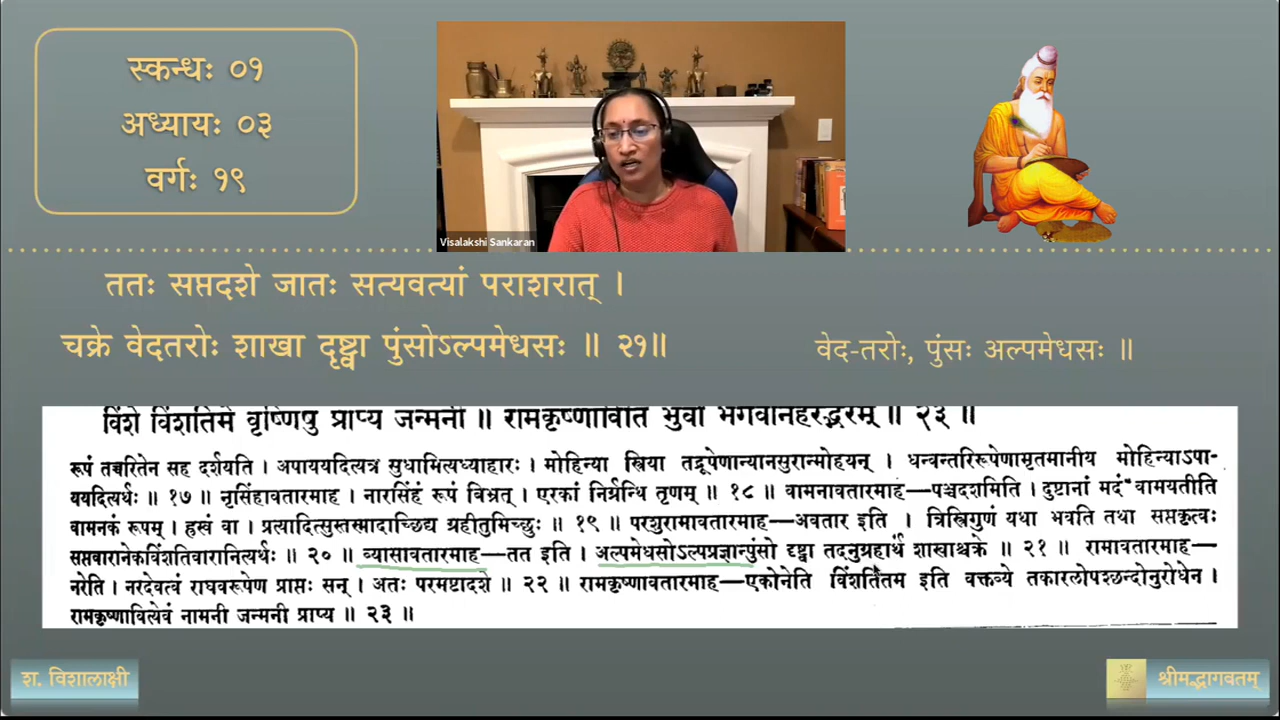 स्कन्धः ०१
अध्यायः ०३
वर्गः १९
Visalakshi Sankaran
ततः सप्तदशे जातः सत्यवत्यां पराशरात् ।
चक्रे वेदतरोः शाखा दृष्ट्वा पुंसोऽल्पमेधसः ॥ २१॥
वेद-तरोः, पुंसः अल्पमेधसः ॥
विंशे विंशतिमे वृष्णिषु प्राप्य जन्मनी ॥ रामकृष्णाविति भुवो भगवानहरद्भरम् ॥ २३ ॥
रूपं तच्चरितेन सह दर्शयति । अपाययदित्यत्र सुधामित्यध्याहारः । मोहिन्या स्त्रिया तद्रूपेणान्यानसुरान्मोहयन् । धन्वन्तरिरूपेणामृतमानीय मोहिन्याऽपा-
ययदित्यर्थः ॥ १७ ॥ नृसिंहावतारमाह । नारसिंहं रूपं बिभ्रत् । एरकां निर्ग्रन्थि तृणम् ॥ १८ ॥ वामनावतारमाह—पञ्चदशमिति । दुष्टानां मदं वामयतीति
वामनकं रूपम् । ह्रस्वं वा । प्रत्यादित्सुस्तस्मादाच्छिद्य ग्रहीतुमिच्छुः ॥ १९ ॥ परशुरामावतारमाह—अवतार इति । त्रिस्त्रिगुणं यथा भवति तथा सप्तकृत्वः
सप्तवारानेकविंशतिवारानित्यर्थः ॥ २० ॥ व्यासावतारमाह—तत इति । अल्पमेधसोऽल्पप्रज्ञान्पुंसो दृष्ट्वा तदनुग्रहार्थं शाखाश्चक्रे ॥ २१ ॥ रामावतारमाह—
नरेति । नरदेवत्वं राघवरूपेण प्राप्तः सन् । अतः परमष्टादशे ॥ २२ ॥ रामकृष्णावतारमाह—एकोनेति विंशतितम इति वक्तव्ये तकारलोपश्छन्दोनुरोधेन ।
रामकृष्णावित्येवं नामनी जन्मनी प्राप्य ॥ २३ ॥
श. विशालाक्षी
श्रीमद्भागवतम्